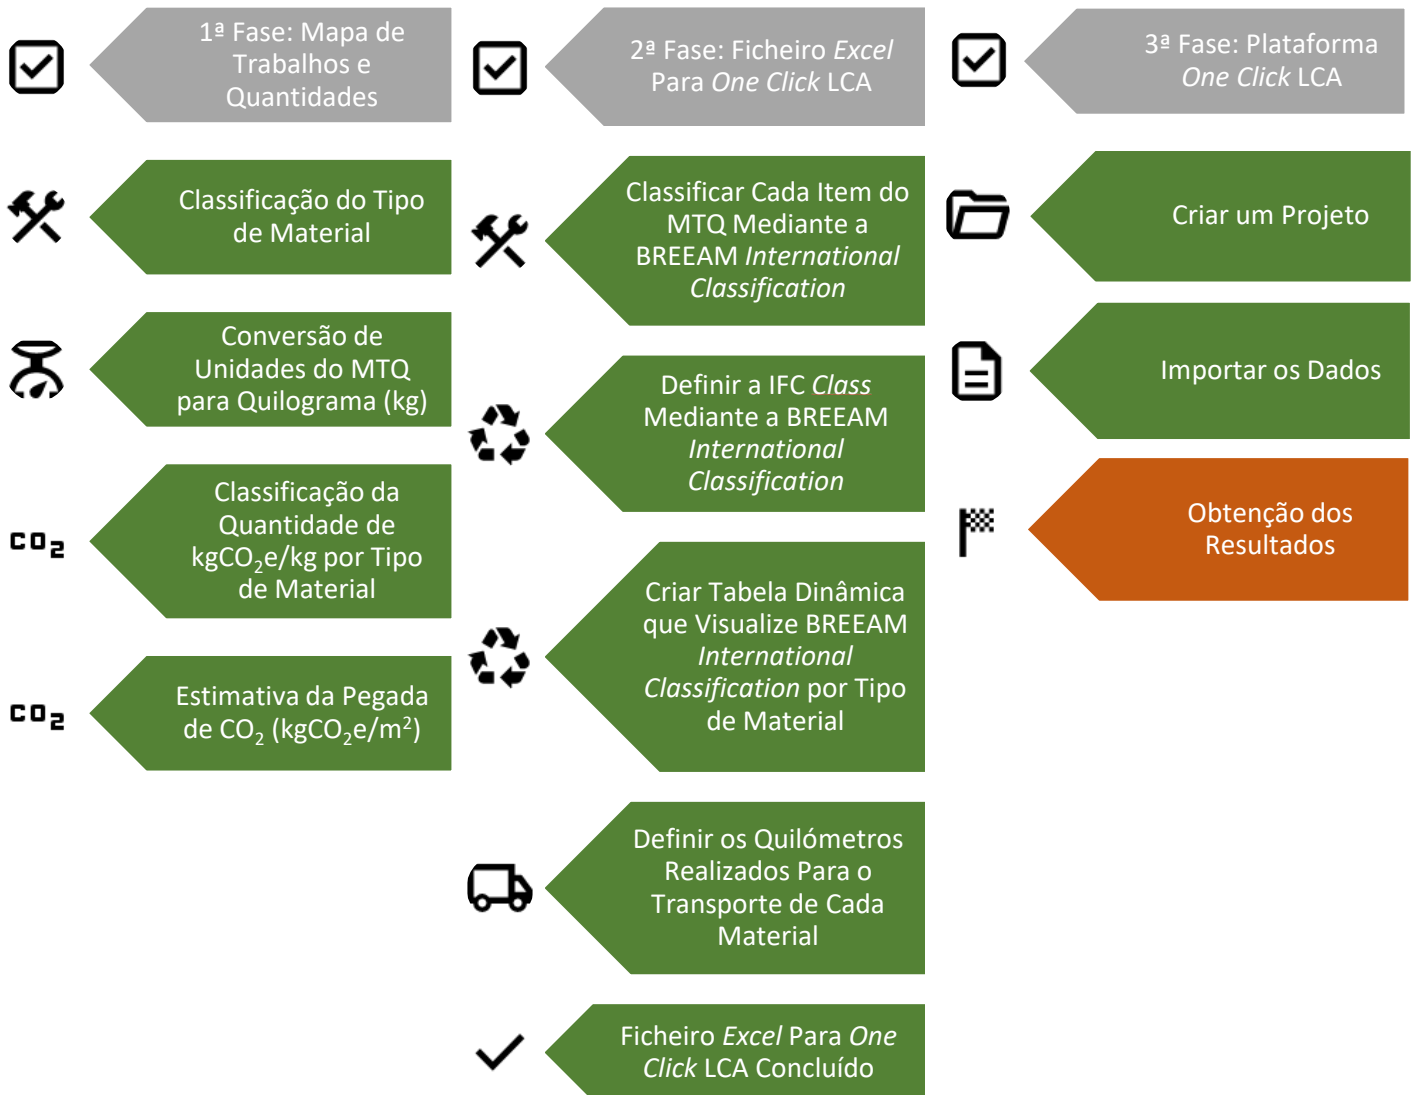 1ª Fase: Mapa de
Trabalhos e
Quantidades
Classificação do Tipo
de Material
Conversão de
Unidades do MTQ
para Quilograma (kg)
CO₂
Classificação da
Quantidade de
kgCO₂e/kg por Tipo
de Material
CO₂
Estimativa da Pegada
de CO₂ (kgCO₂e/m²)
2ª Fase: Ficheiro Excel
Para One Click LCA
Classificar Cada Item do
MTQ Mediante a
BREEAM International
Classification
Definir a IFC Class
Mediante a BREEAM
International
Classification
Criar Tabela Dinâmica
que Visualize BREEAM
International
Classification por Tipo
de Material
Definir os Quilómetros
Realizados Para o
Transporte de Cada
Material
Ficheiro Excel Para One
Click LCA Concluído
3ª Fase: Plataforma
One Click LCA
Criar um Projeto
Importar os Dados
Obtenção dos
Resultados